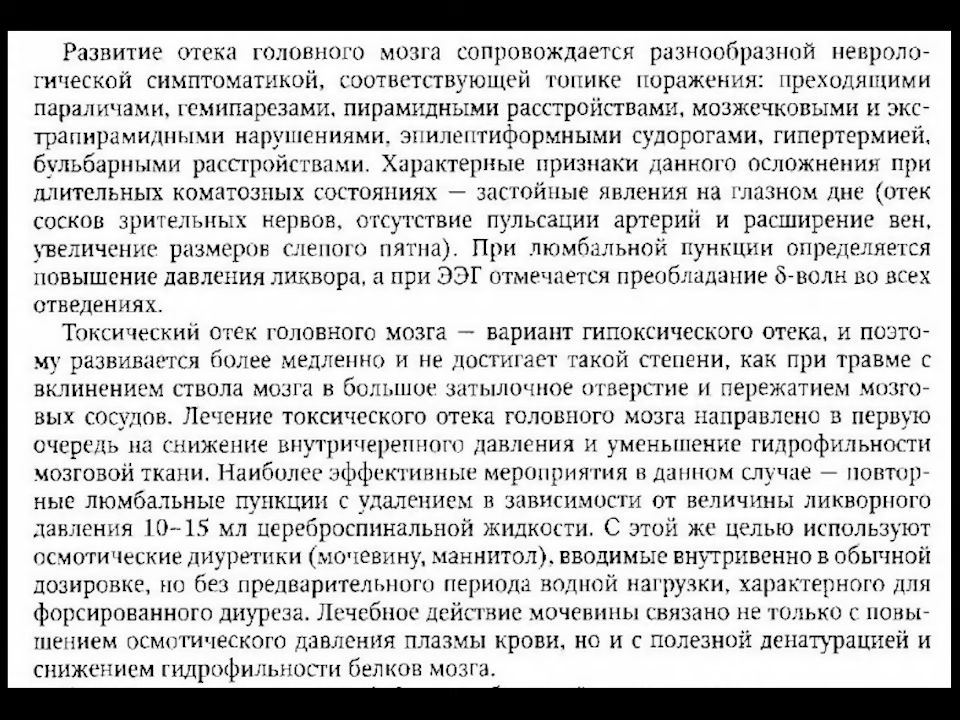 Развитие отека головного мозга сопровождается разнообразной невроло-
гической симптоматикой, соответствующей топике поражения: преходящими
параличами, гемипарезами, пирамидными расстройствами, мозжечковыми и экс-
трапирамидными нарушениями, эпилептиформными судорогами, гипертермией,
бульбарными расстройствами. Характерные признаки данного осложнения при
длительных коматозных состояниях — застойные явления на глазном дне (отек
сосков зрительных нервов, отсутствие пульсации артерий и расширение вен,
увеличение размеров слепого пятна). При люмбальной пункции определяется
повышение давления ликвора, а при ЭЭГ отмечается преобладание δ-волн во всех
отведениях.
Токсический отек головного мозга — вариант гипоксического отека, и поэто-
му развивается более медленно и не достигает такой степени, как при травме с
вклинением ствола мозга в большое затылочное отверстие и пережатием мозго-
вых сосудов. Лечение токсического отека головного мозга направлено в первую
очередь на снижение внутричерепного давления и уменьшение гидрофильности
мозговой ткани. Наиболее эффективные мероприятия в данном случае — повтор-
ные люмбальные пункции с удалением в зависимости от величины ликворного
давления 10–15 мл цереброспинальной жидкости. С этой же целью используют
осмотические диуретики (мочевину, маннитол), вводимые внутривенно в обычной
дозировке, но без предварительного периода водной нагрузки, характерного для
форсированного диуреза. Лечебное действие мочевины связано не только с повы-
шением осмотического давления плазмы крови, но и с полезной денатурацией и
снижением гидрофильности белков мозга.